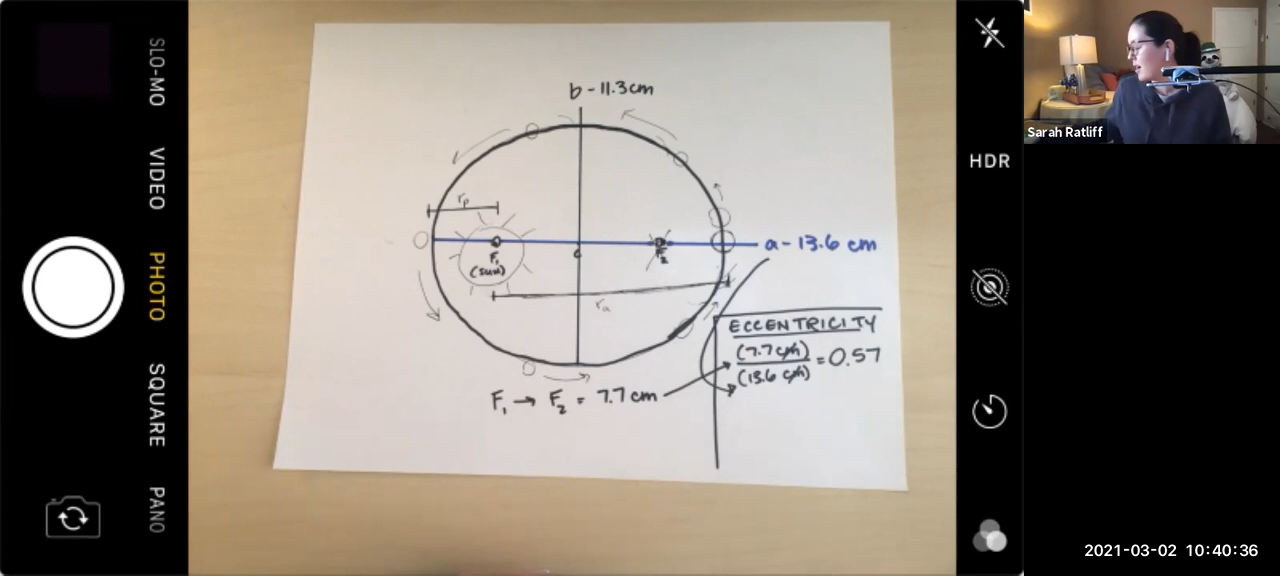 SLO-MO
VIDEO
PHOTO
SQUARE
PANO
b - 11.3cm
rp
F1
(sun)
c
F2
a - 13.6 cm
ra
ECCENTRICITY
(7.7 cm)
(13.6 cm)
= 0.57
F1 → F2 = 7.7 cm
HDR
Sarah Ratliff
2021-03-02 10:40:36